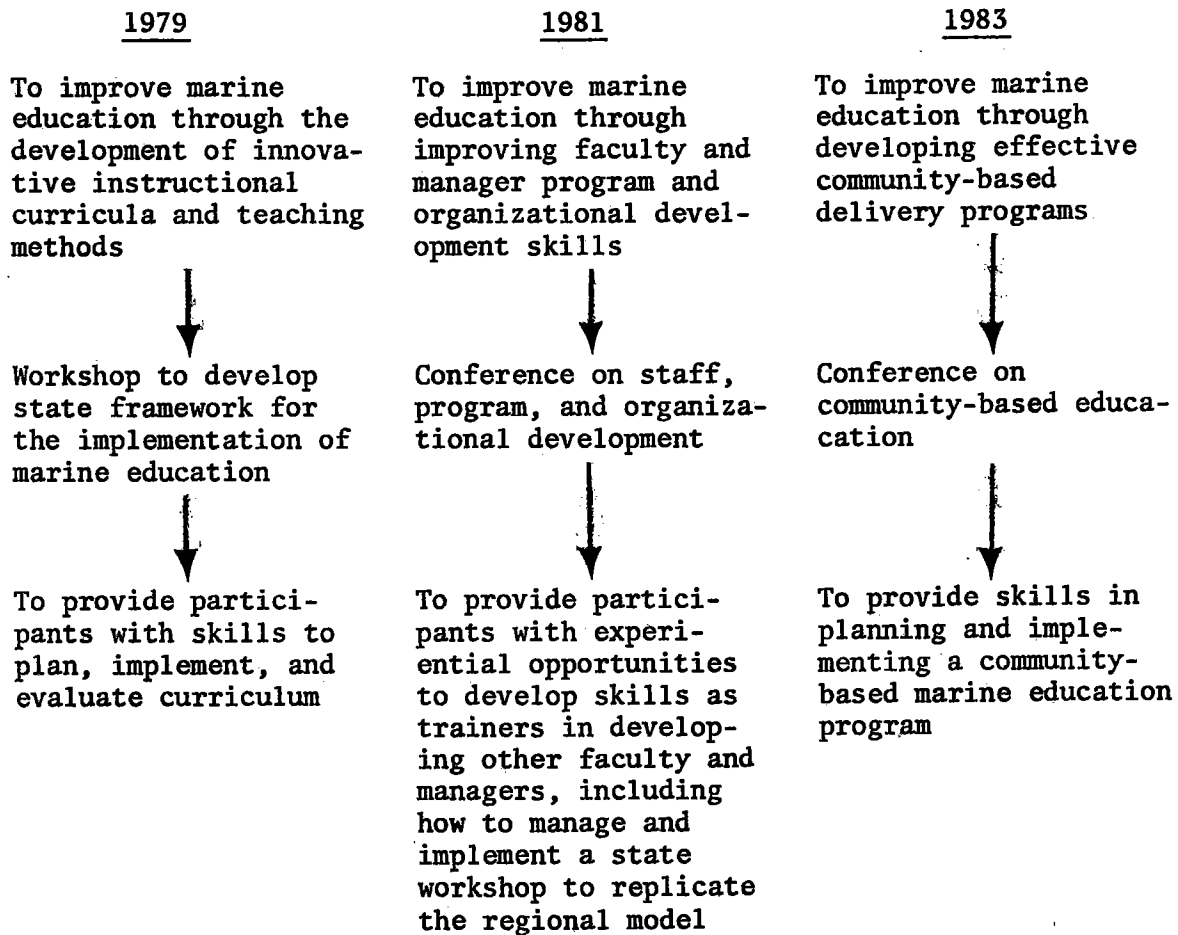 1979
To improve marine
education through the
development of innova-
tive instructional
curricula and teaching
methods
Workshop to develop
state framework for
the implementation of
marine education
To provide partici-
pants with skills to
plan, implement, and
evaluate curriculum
1981
To improve marine
education through
improving faculty and
manager program and
organizational devel-
opment skills
Conference on staff,
program, and organiza-
tional development
To provide partici-
pants with experi-
ential opportunities
to develop skills as
trainers in develop-
ing other faculty and
managers, including
how to manage and
implement a state
workshop to replicate
the regional model
1983
To improve marine
education through
developing effective
community-based
delivery programs
Conference on
community-based educa-
cation
To provide skills in
planning and imple-
menting a community-
based marine education
program